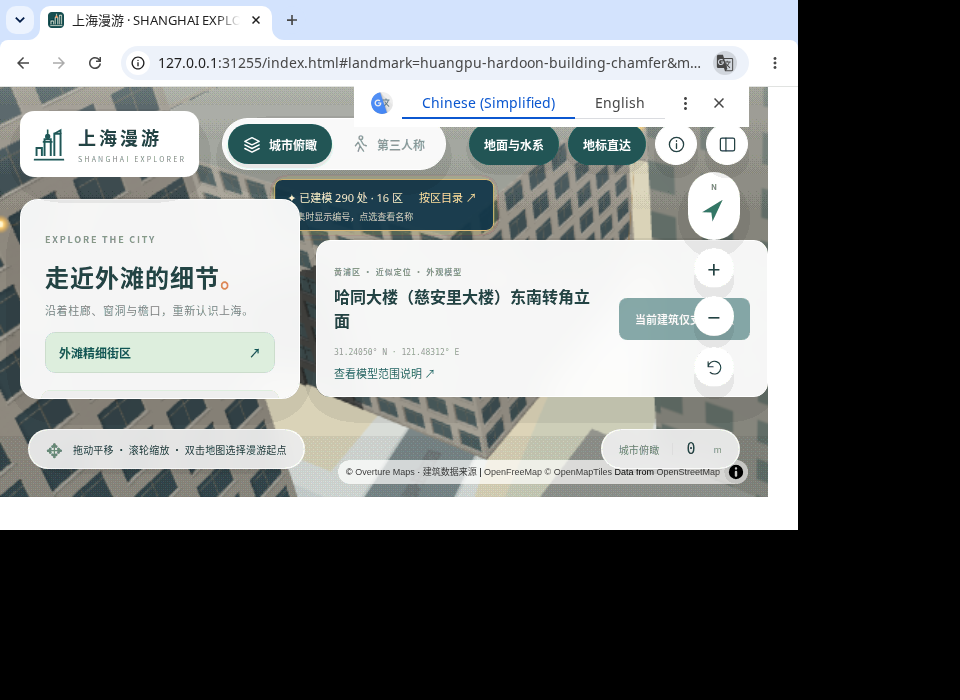 上海漫游 · SHANGHAI EXPLO
127.0.0.1:31255/index.html#landmark=huangpu-hardoon-building-chamfer&m...
Chinese (Simplified)
English
上海漫游
SHANGHAI EXPLORER
城市俯瞰
第三人称
地面与水系
地标直达
N
✦ 已建模 290 处 · 16 区
按区目录 ↗
时显示编号，点选查看名称
EXPLORE THE CITY
走近外滩的细节。
沿着柱廊、窗洞与檐口，重新认识上海。
外滩精细街区 ↗
黄浦区 · 近似定位 · 外观模型
哈同大楼（慈安里大楼）东南转角立
面
31.24050° N · 121.48312° E
查看模型范围说明 ↗
当前建筑仅
拖动平移 · 滚轮缩放 · 双击地图选择漫游起点
城市俯瞰
0 m
© Overture Maps · 建筑数据来源 | OpenFreeMap © OpenMapTiles Data from OpenStreetMap